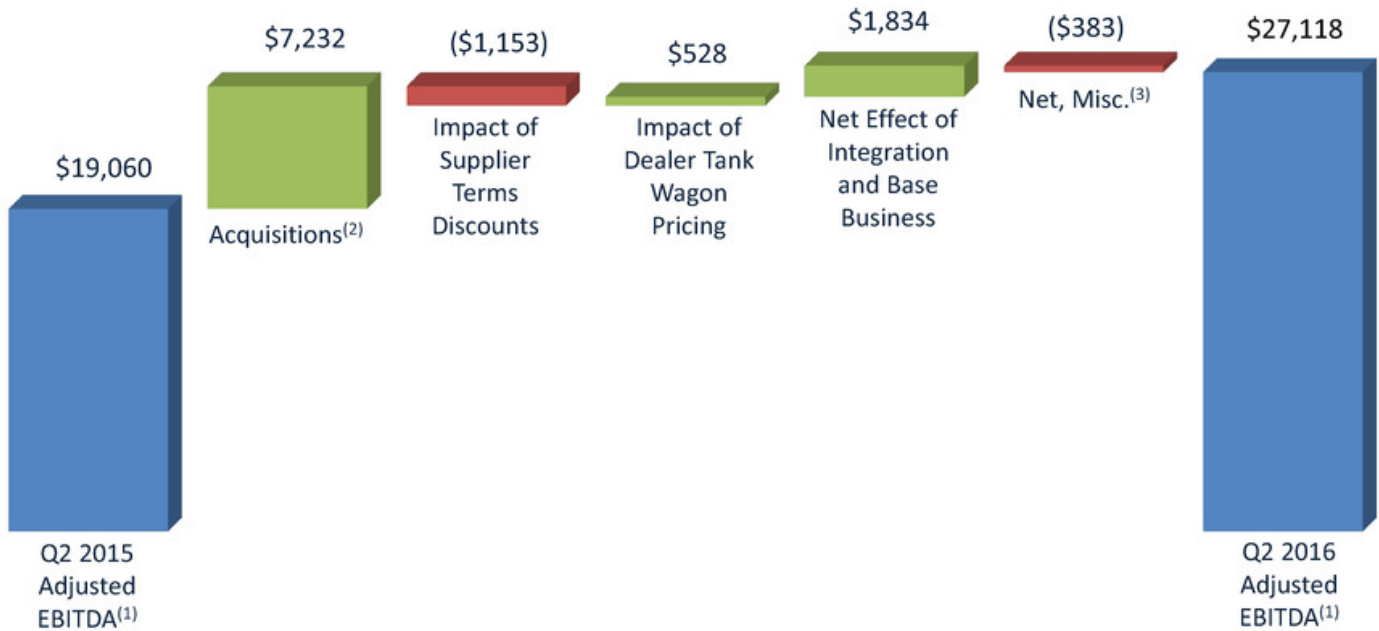 $19,060
Q2 2015
Adjusted
EBITDA(1)
$7,232
Acquisitions(2)
($1,153)
Impact of
Supplier
Terms
Discounts
$528
Impact of
Dealer Tank
Wagon
Pricing
$1,834
Net Effect of
Integration
and Base
Business
($383)
Net, Misc.(3)
$27,118
Q2 2016
Adjusted
EBITDA(1)